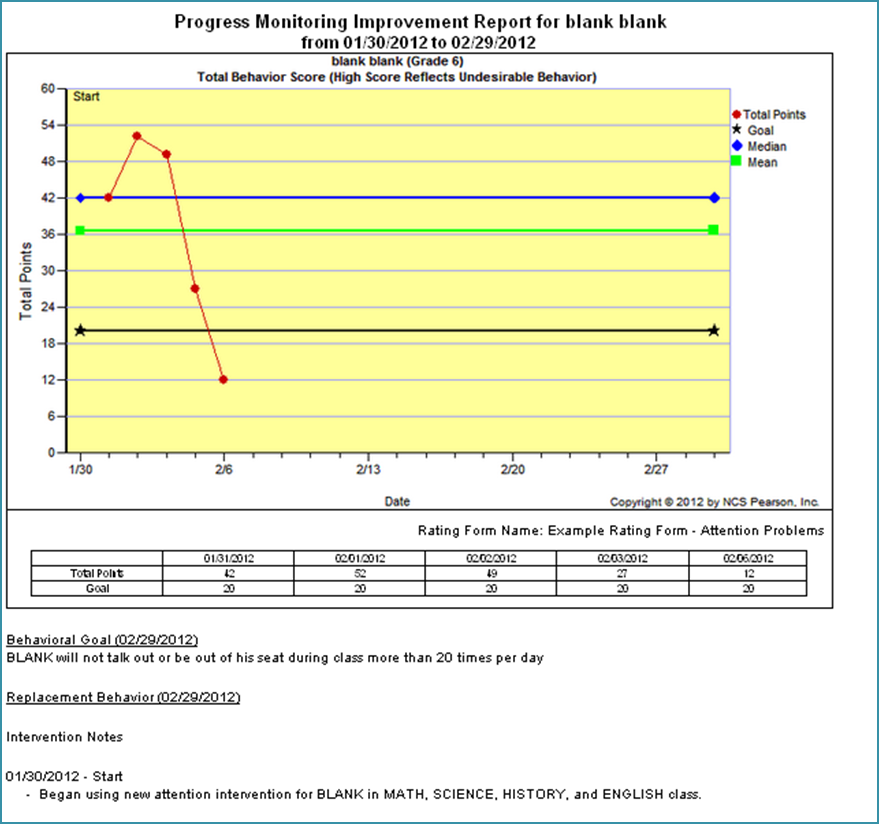 Progress Monitoring Improvement Report for blank blank
from 01/30/2012 to 02/29/2012
blank blank (Grade 6)
Total Behavior Score (High Score Reflects Undesirable Behavior)
60
Start
54
48
42
36
30
24
18
12
6
0
Total Points
Total Points
Goal
Median
Mean
1/30 2/6 2/13 2/20 2/27
Date
Copyright © 2012 by NCS Pearson, Inc.
Rating Form Name: Example Rating Form - Attention Problems
01/31/2012 02/01/2012 02/02/2012 02/03/2012 02/06/2012
Total Points 42 52 49 27 12
Goal 20 20 20 20 20
Behavioral Goal (02/29/2012)
BLANK will not talk out or be out of his seat during class more than 20 times per day
Replacement Behavior (02/29/2012)
Intervention Notes
01/30/2012 - Start
- Began using new attention intervention for BLANK in MATH, SCIENCE, HISTORY, and ENGLISH class.